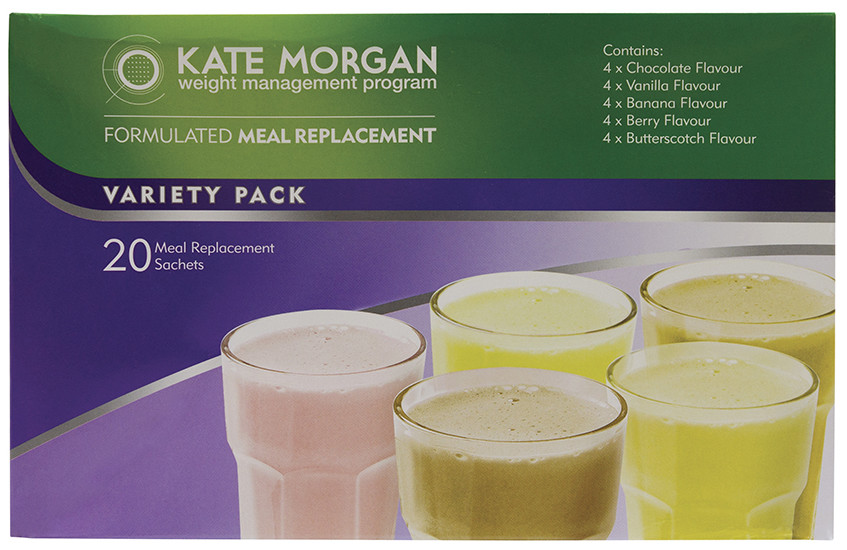 KATE MORGAN
weight management program
FORMULATED MEAL REPLACEMENT
Contains:
4 x Chocolate Flavour
4 x Vanilla Flavour
4 x Banana Flavour
4 x Berry Flavour
4 x Butterscotch Flavour
VARIETY PACK
20 Meal Replacement
Sachets